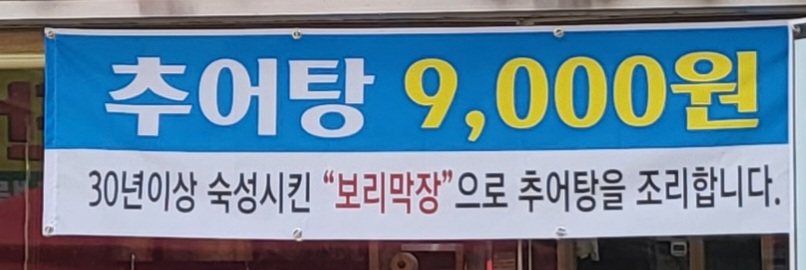 추어탕 9,000원
30년이상 숙성시킨 “보리막장”으로 추어탕을 조리합니다.